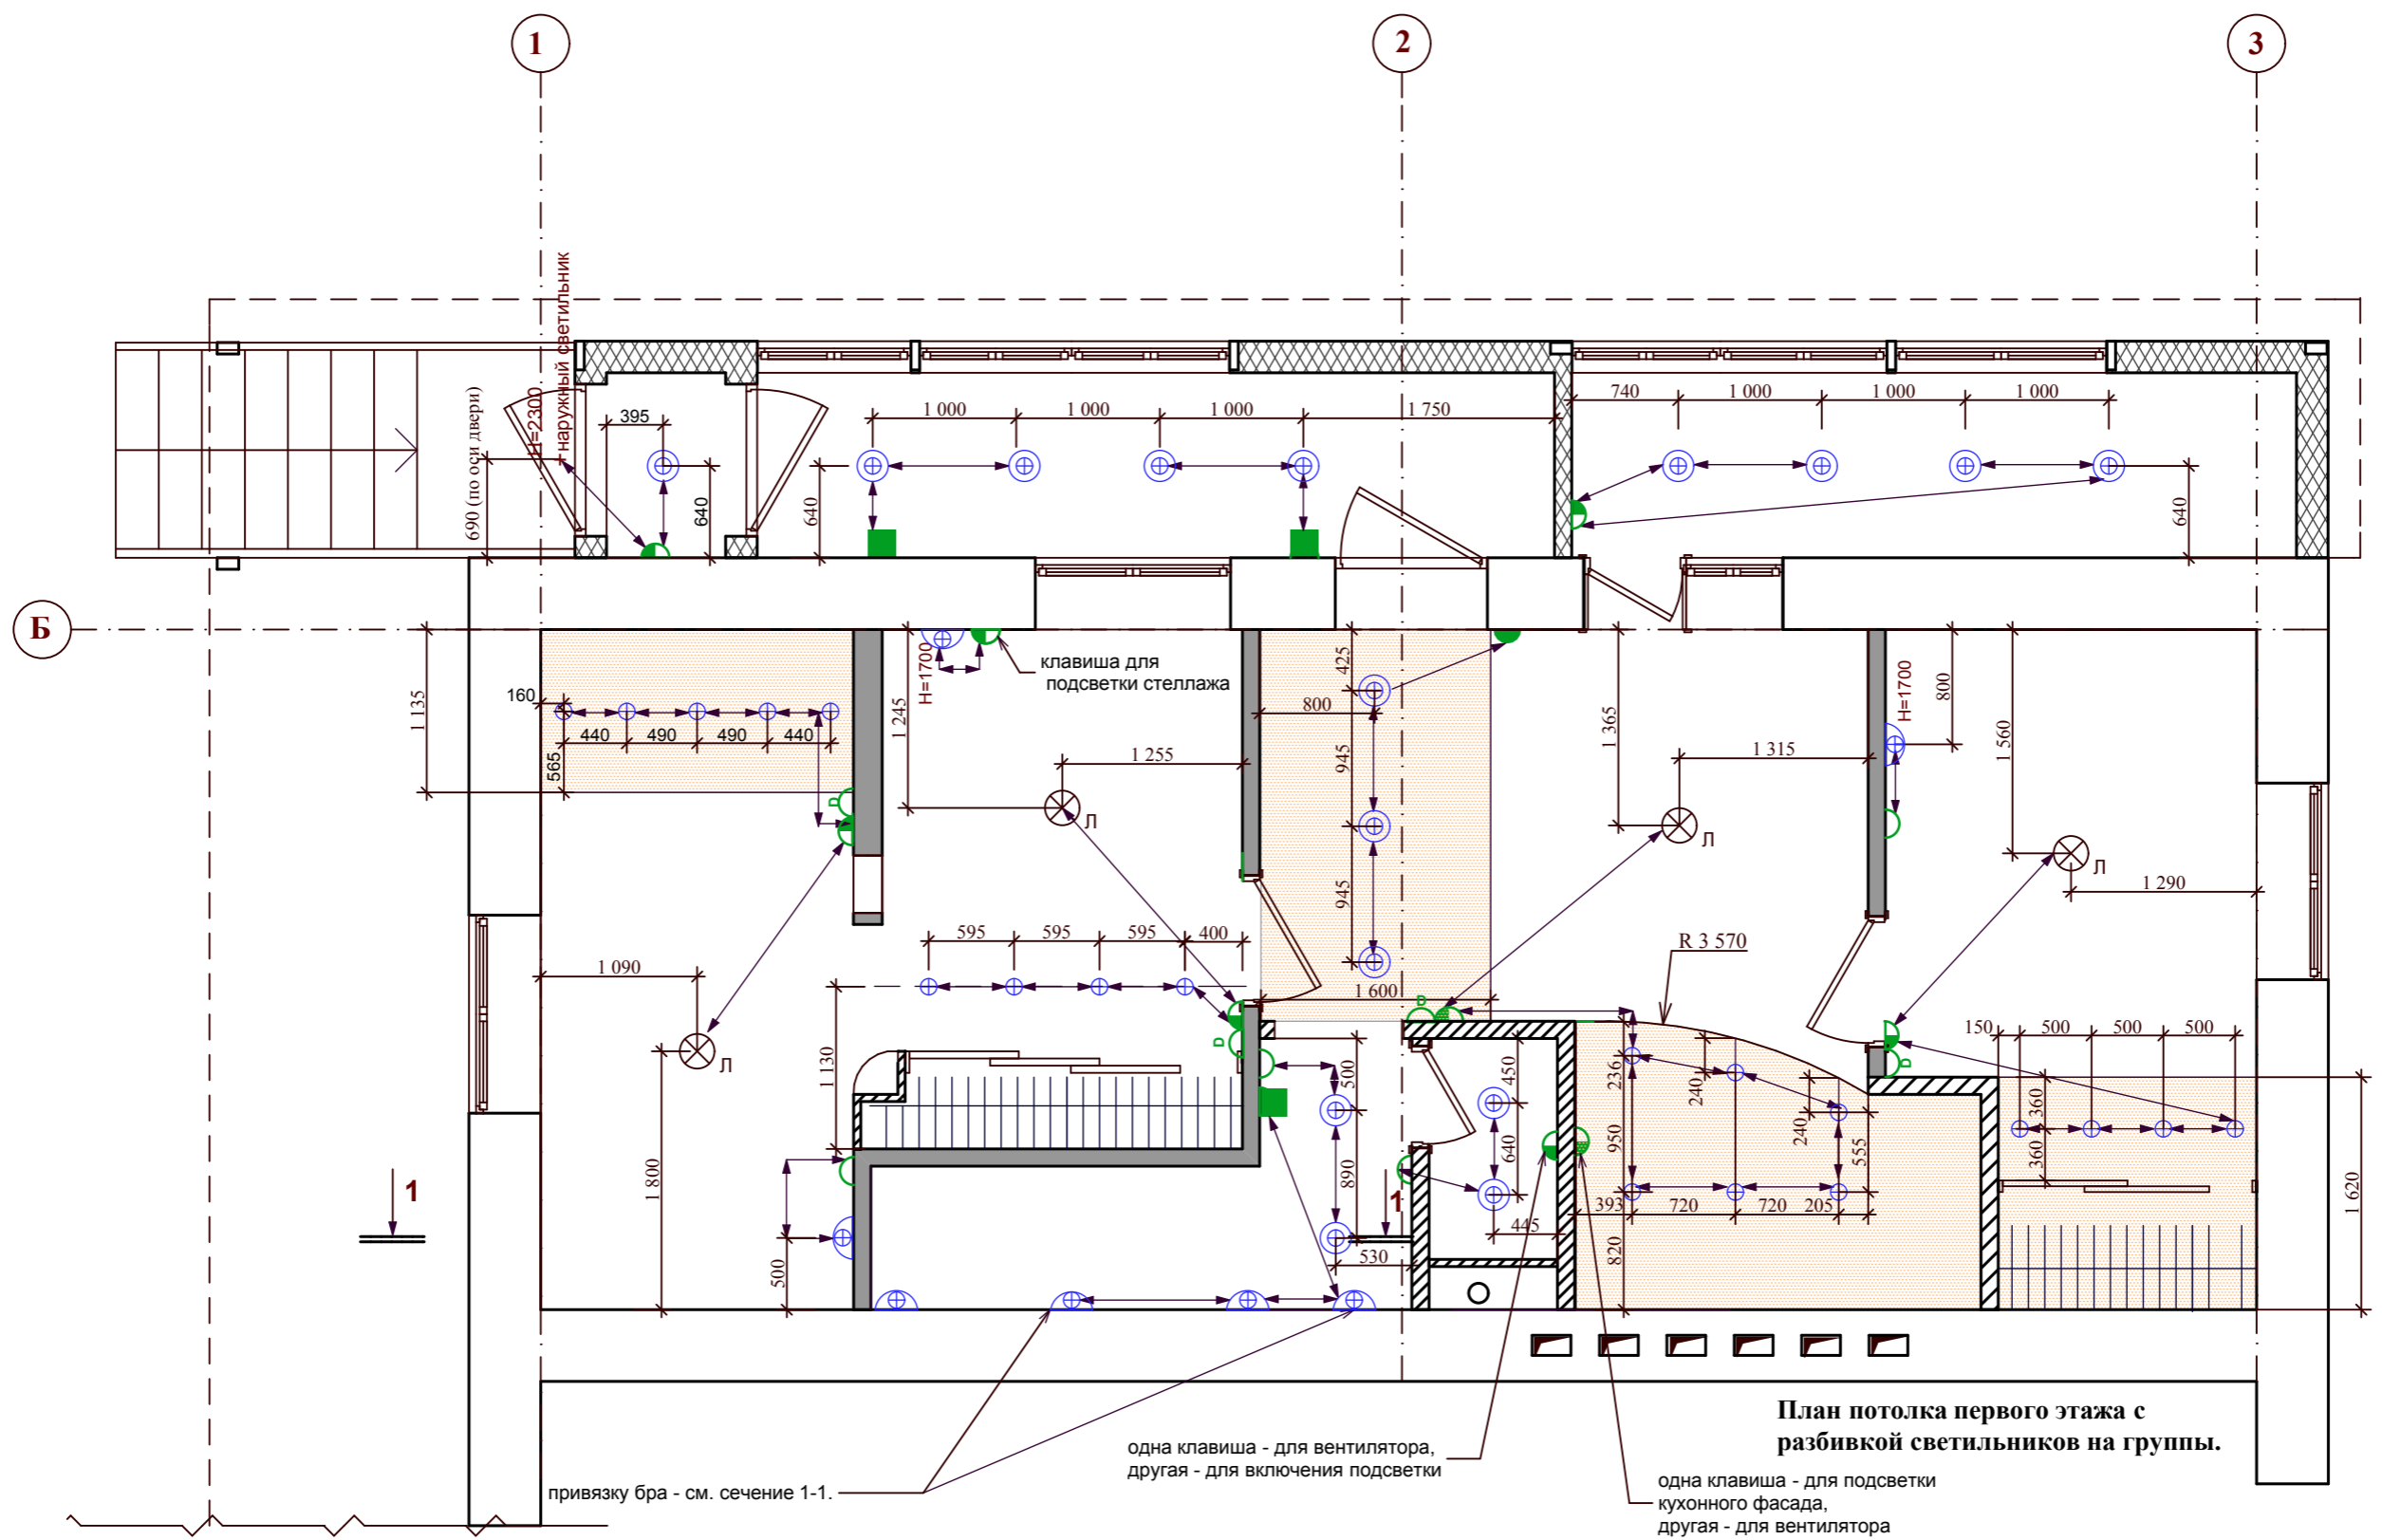 1
2
3
Б
H=2300
наружный светильник
690 (по оси двери)
395
640
1 000
1 000
1 000
1 750
640
740
1 000
1 000
1 000
640
клавиша для
подсветки стеллажа
H=1700
1 135
160
440
490
490
440
565
1 245
1 255
Л
425
800
945
945
1 365
1 315
Л
H=1700
800
1 560
Л
1 290
D
595
595
595
400
1 090
Л
1 600
D
R 3 570
1 130
D
500
890
450
640
236
240
240
950
555
150
500
500
500
D
360
360
1 620
1 800
1
1
500
530
445
393
720
720
205
820
План потолка первого этажа с
разбивкой светильников на группы.
одна клавиша - для вентилятора,
другая - для включения подсветки
привязку бра - см. сечение 1-1.
одна клавиша - для подсветки
кухонного фасада,
другая - для вентилятора